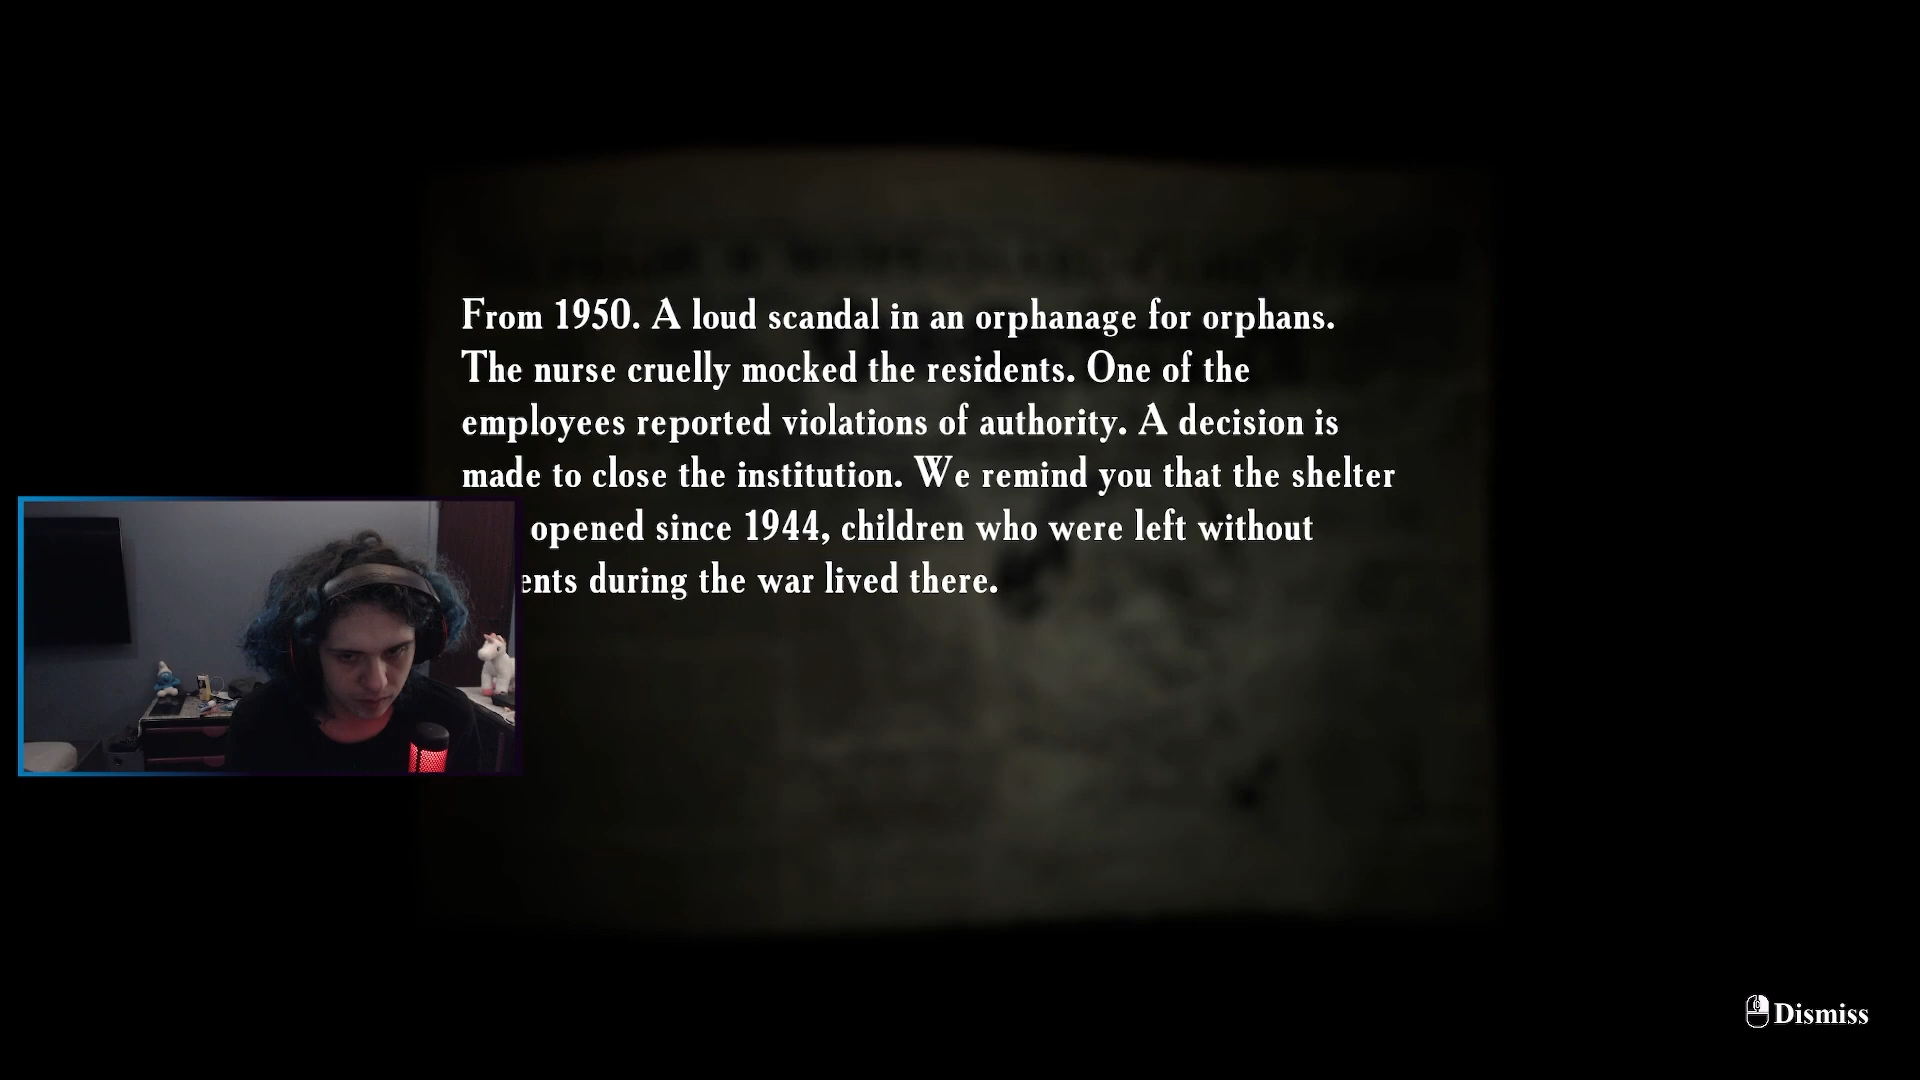 From 1950. A loud scandal in an orphanage for orphans.
The nurse cruelly mocked the residents. One of the
employees reported violations of authority. A decision is
made to close the institution. We remind you that the shelter
opened since 1944, children who were left without
during the war lived there.
Dismiss